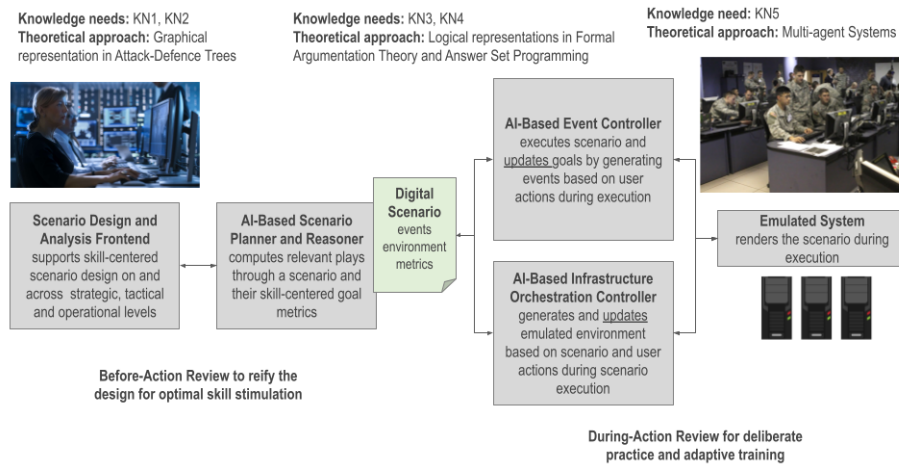 Knowledge needs: KN1, KN2
Theoretical approach: Graphical
representation in Attack-Defence Trees
Knowledge needs: KN3, KN4
Theoretical approach: Logical representations in Formal
Argumentation Theory and Answer Set Programming
Knowledge need: KN5
Theoretical approach: Multi-agent Systems
Scenario Design and
Analysis Frontend
supports skill-centered
scenario design on and
across strategic, tactical
and operational levels
AI-Based Scenario
Planner and Reasoner
computes relevant plays
through a scenario and
their skill-centered goal
metrics
Digital
Scenario
events
environment
metrics
AI-Based Event Controller
executes scenario and
updates goals by generating
events based on user
actions during execution
AI-Based Infrastructure
Orchestration Controller
generates and updates
emulated environment
based on scenario and user
actions during scenario
execution
Emulated System
renders the scenario during
execution
Before-Action Review to reify the
design for optimal skill stimulation
During-Action Review for deliberate
practice and adaptive training